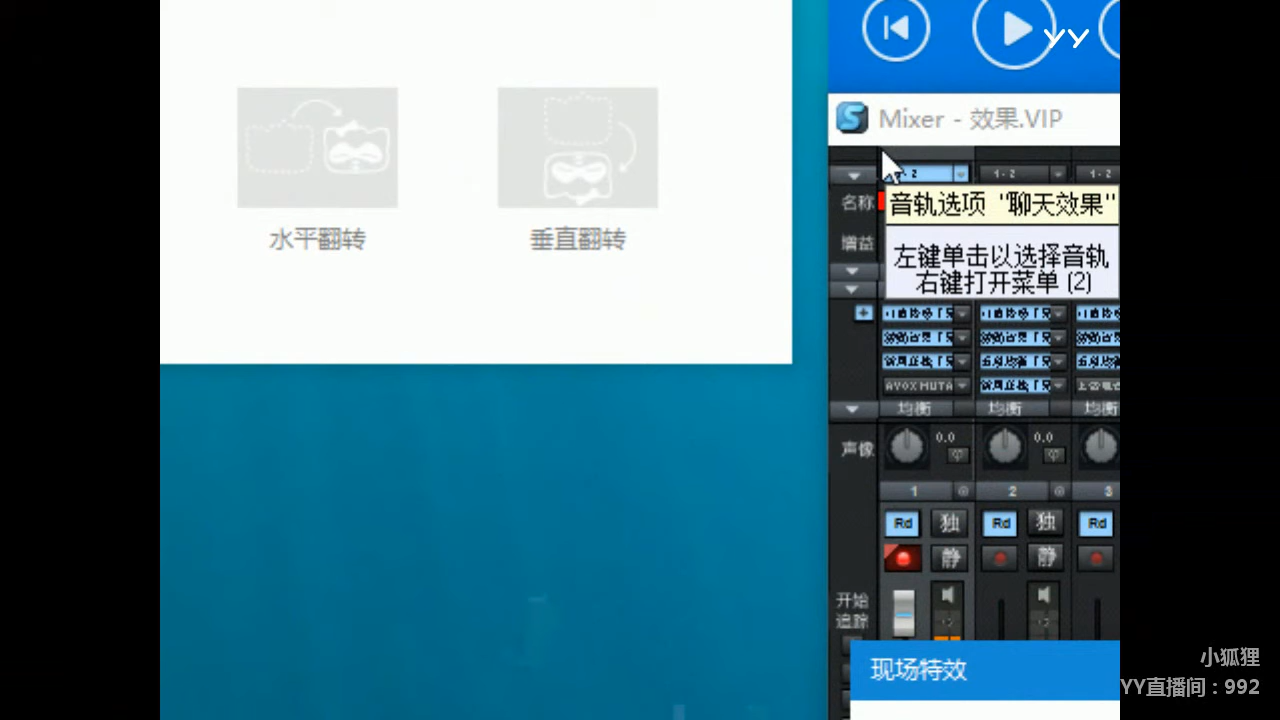 YY
Mixer - 效果.VIP
1-2
1-2
名称
音轨选项 "聊天效果"
增益
左键单击以选择音轨
右键打开菜单 (2)
水平翻转
垂直翻转
均衡
均衡
均衡
声像
0.0
0.0
1
2
3
Rd
独
Rd
独
Rd
静
静
开始
追踪
现场特效
小狐狸
YY直播间：992